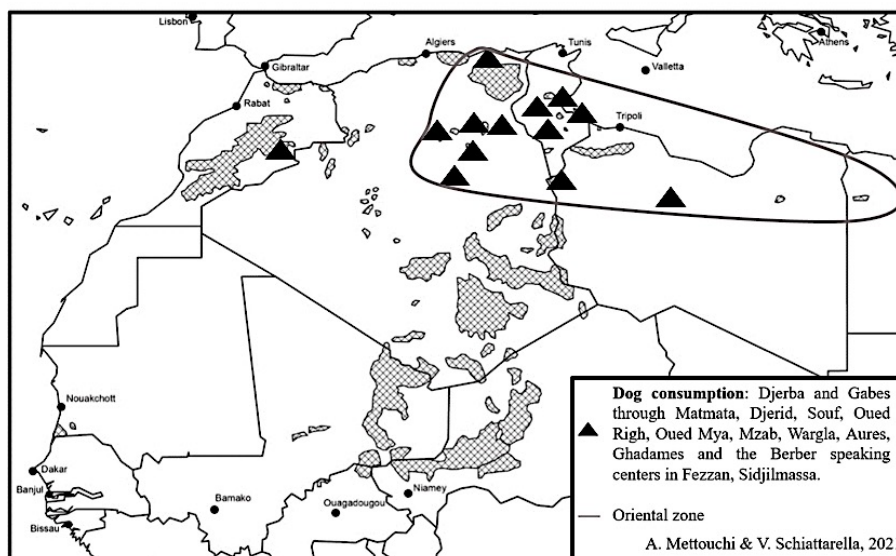 Lisbon
Algiers
Tunis
Athens
Gibraltar
Valletta
Rabat
Tripoli
Nouakchott
Dakar
Banjul
Bamako
Ouagadougou
Niamey
Bissau
Dog consumption: Djerba and Gabes
through Matmata, Djerid, Souf, Oued
Righ, Oued Mya, Mzab, Wargla, Aures,
Ghadames and the Berber speaking
centers in Fezzan, Sidjilmassa.
Oriental zone
A. Mettouchi & V. Schiattarella, 202